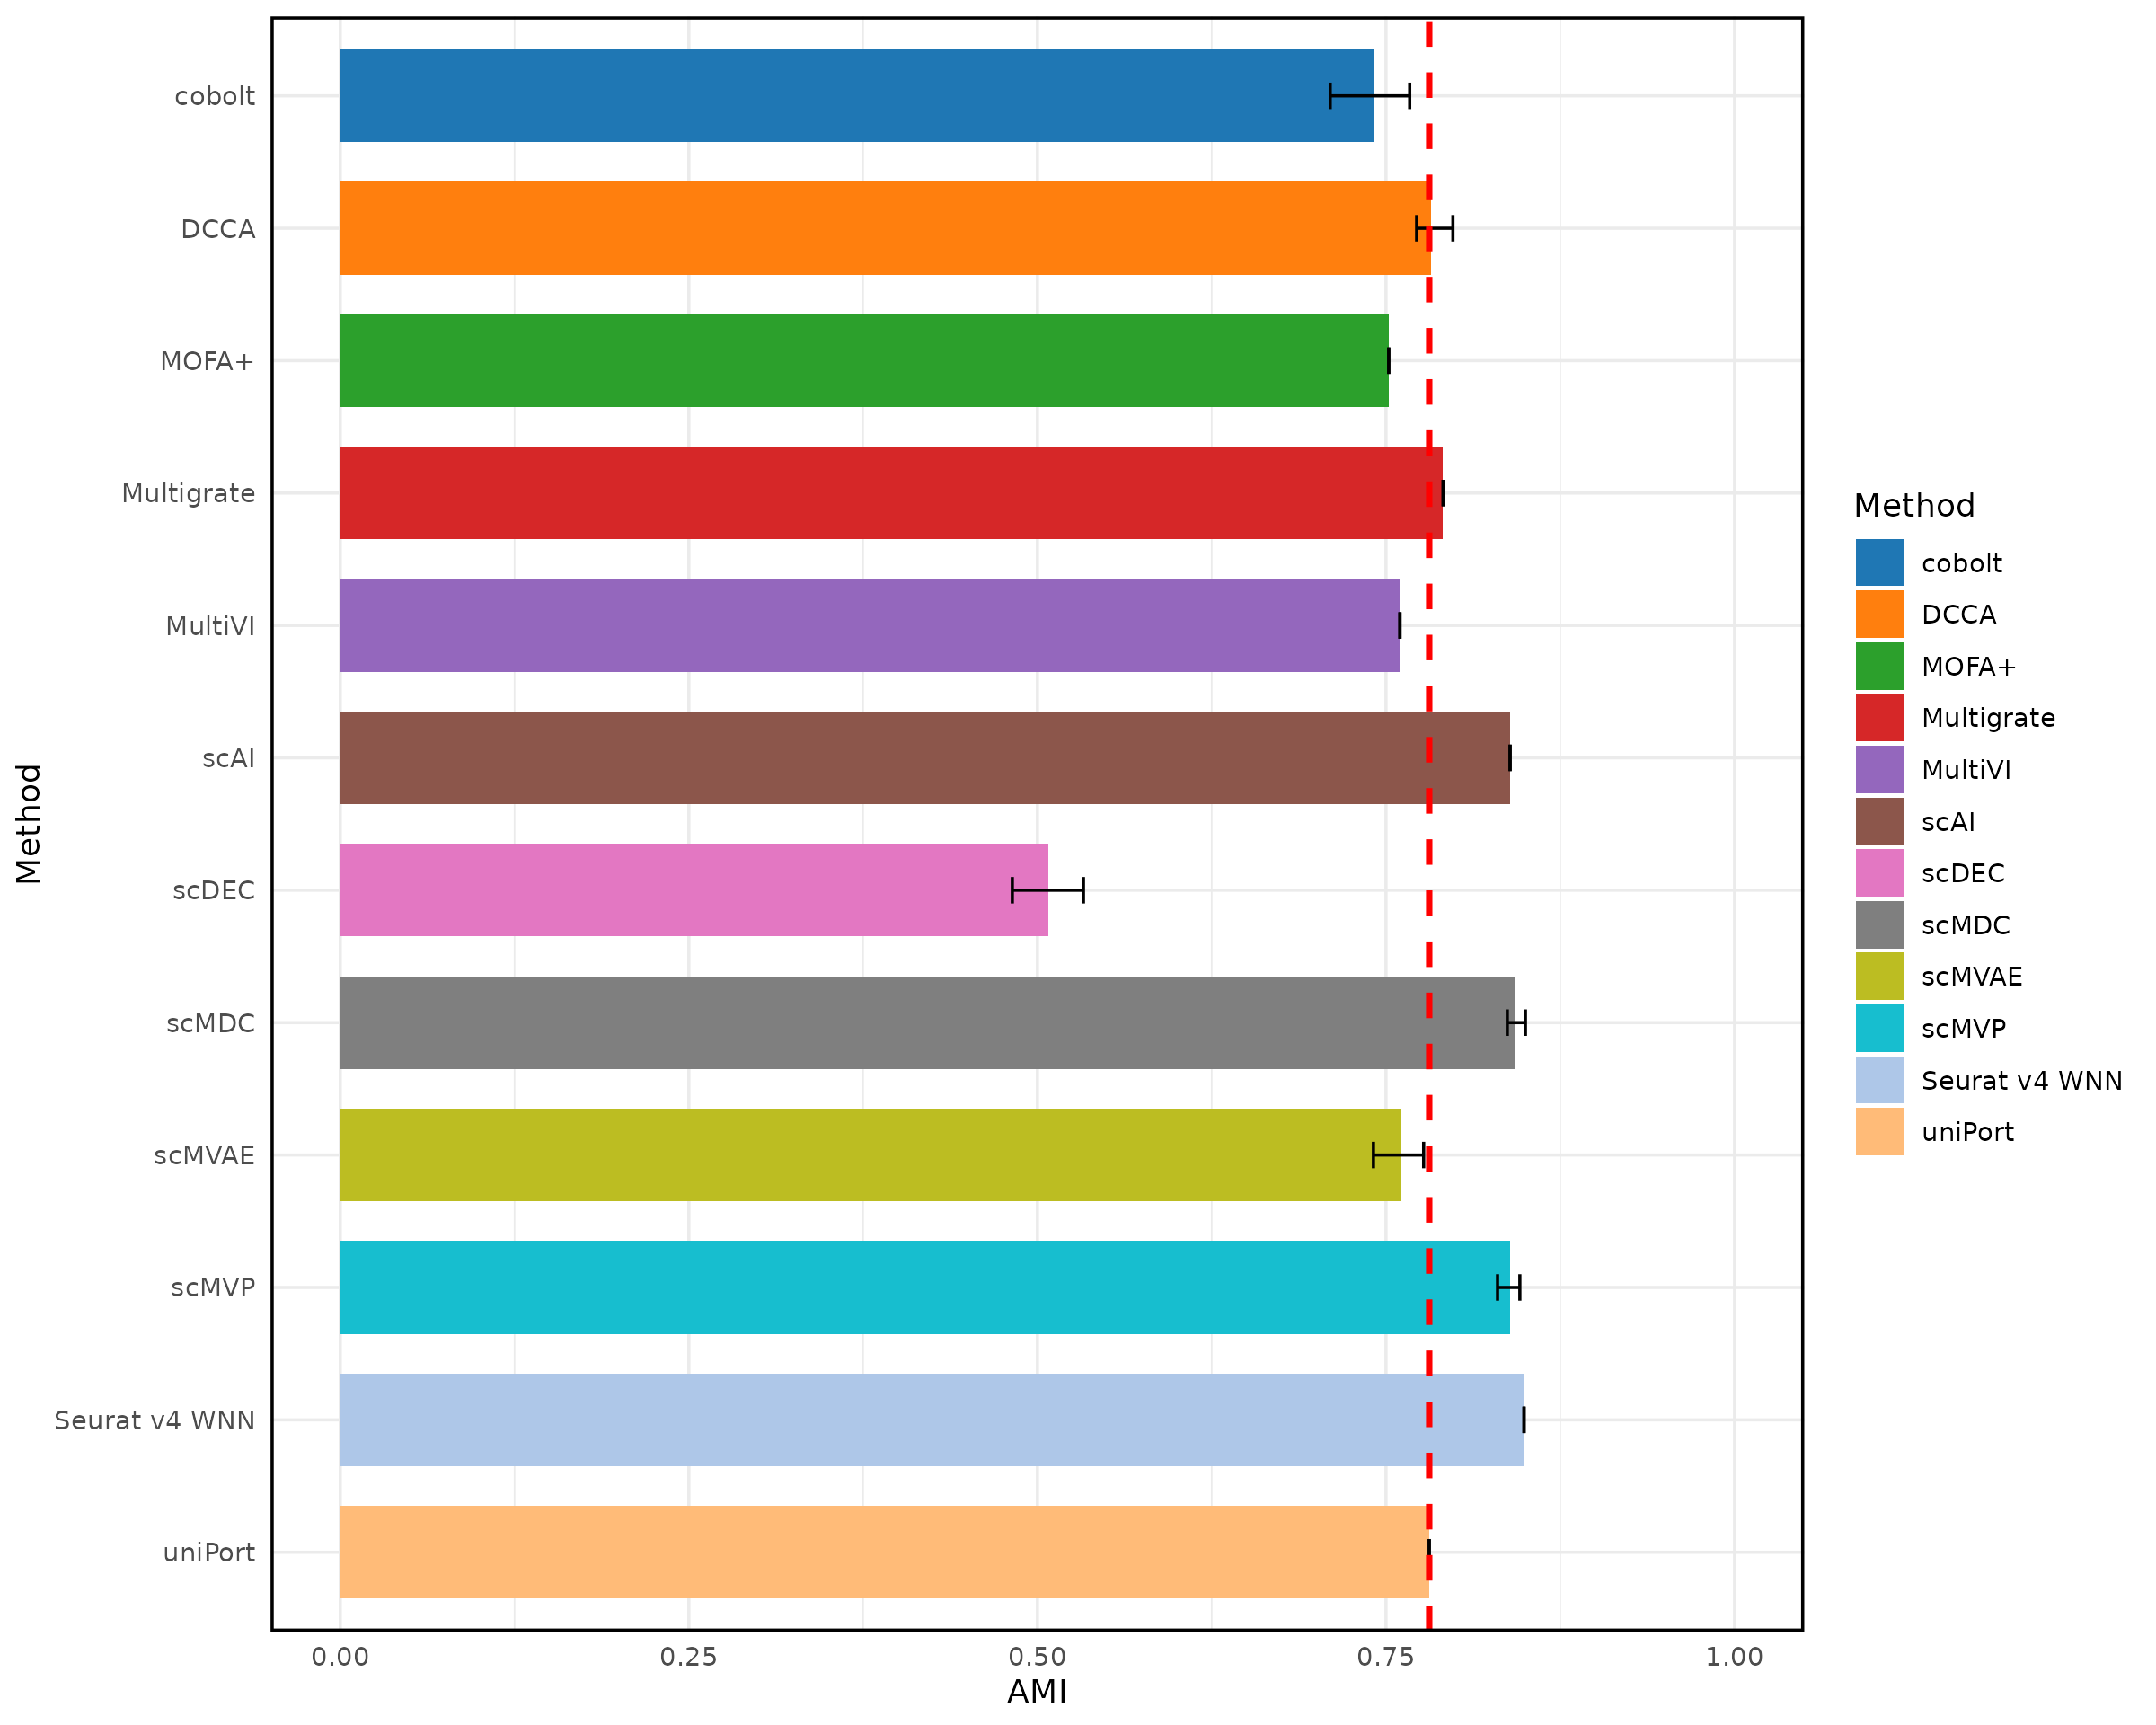 cobolt
DCCA
MOFA+
Multigrate
MultiVI
scAI
scDEC
scMDC
scMVAE
scMVP
Seurat v4 WNN
uniPort
Method
0.00 0.25 0.50 0.75 1.00
AMI
Method
cobolt
DCCA
MOFA+
Multigrate
MultiVI
scAI
scDEC
scMDC
scMVAE
scMVP
Seurat v4 WNN
uniPort